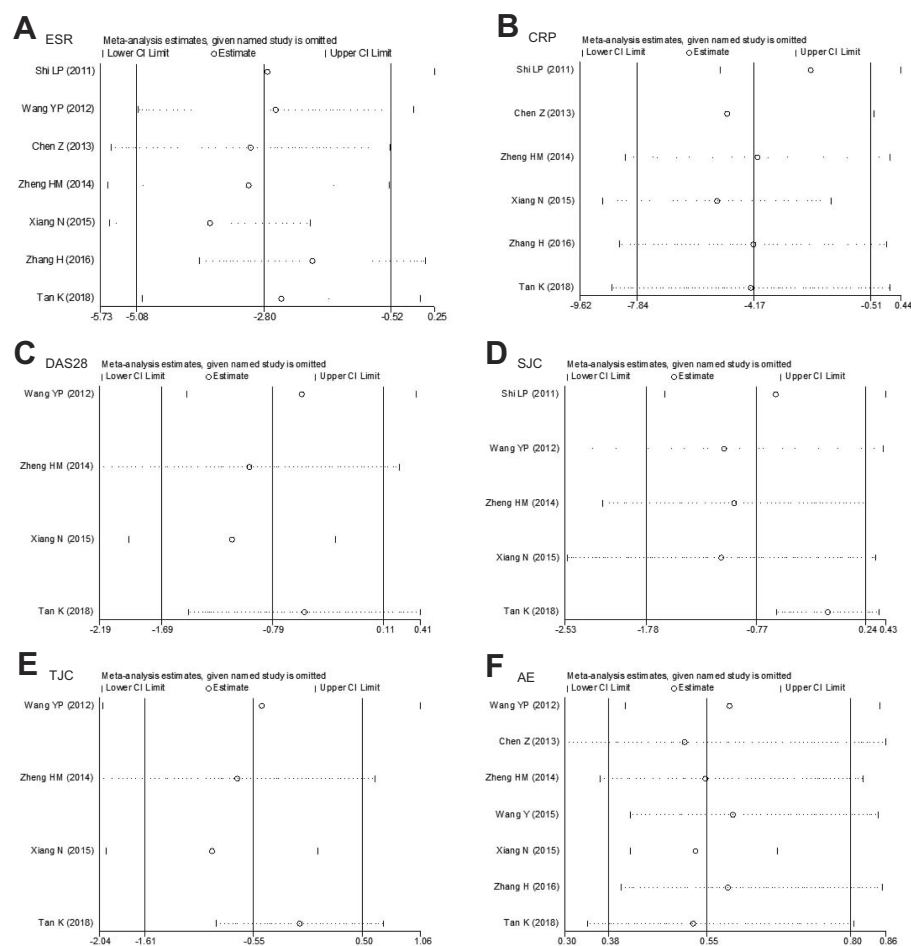 A ESR
Meta-analysis estimates, given named study is omitted
Lower CI Limit Estimate Upper CI Limit
Shi LP (2011)
Wang YP (2012)
Chen Z (2013)
Zheng HM (2014)
Xiang N (2015)
Zhang H (2016)
Tan K (2018)
-5.73 -5.08 -2.80 -0.52 0.25
B CRP
Meta-analysis estimates, given named study is omitted
Lower CI Limit Estimate Upper CI Limit
Shi LP (2011)
Chen Z (2013)
Zheng HM (2014)
Xiang N (2015)
Zhang H (2016)
Tan K (2018)
-9.62 -7.84 -4.17 -0.51 0.44
C DAS28
Meta-analysis estimates, given named study is omitted
Lower CI Limit Estimate Upper CI Limit
Wang YP (2012)
Zheng HM (2014)
Xiang N (2015)
Tan K (2018)
-2.19 -1.69 -0.79 0.11 0.41
D SJC
Meta-analysis estimates, given named study is omitted
Lower CI Limit Estimate Upper CI Limit
Shi LP (2011)
Wang YP (2012)
Zheng HM (2014)
Xiang N (2015)
Tan K (2018)
-2.53 -1.78 -0.77 0.24 0.43
E TJC
Meta-analysis estimates, given named study is omitted
Lower CI Limit Estimate Upper CI Limit
Wang YP (2012)
Zheng HM (2014)
Xiang N (2015)
Tan K (2018)
-2.04 -1.61 -0.55 0.50 1.06
F AE
Meta-analysis estimates, given named study is omitted
Lower CI Limit Estimate Upper CI Limit
Wang YP (2012)
Chen Z (2013)
Zheng HM (2014)
Wang Y (2015)
Xiang N (2015)
Zhang H (2016)
Tan K (2018)
0.30 0.38 0.55 0.80 0.86